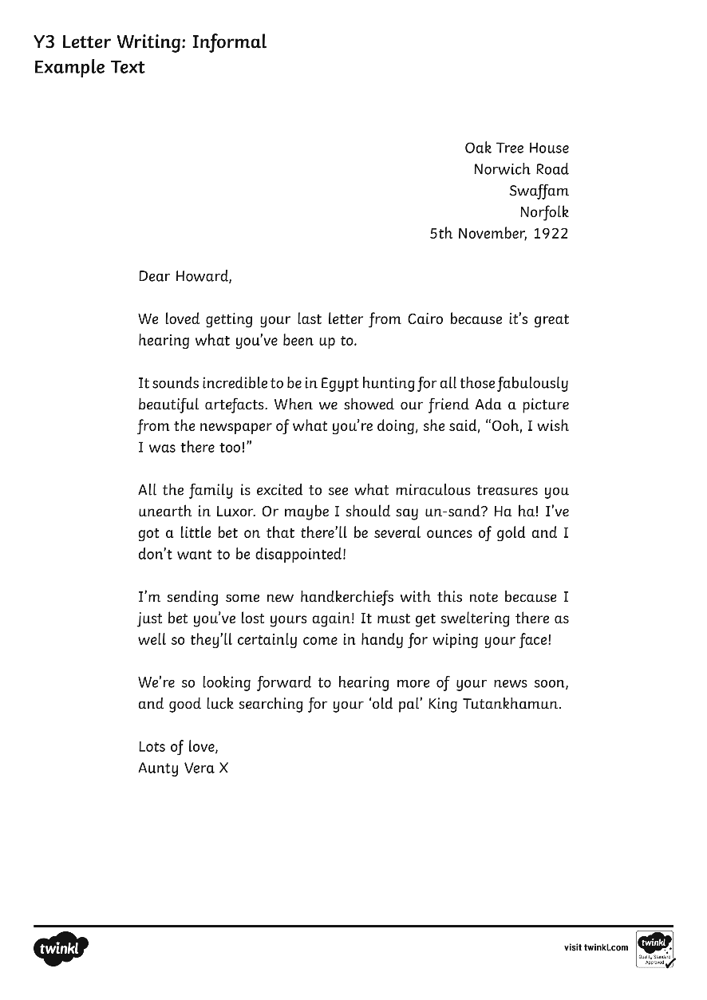 Y3 Letter Writing: Informal
Example Text
Oak Tree House
Norwich Road
Swaffam
Norfolk
5th November, 1922
Dear Howard,
We loved getting your last letter from Cairo because it's great
hearing what you've been up to.
It sounds incredible to be in Egypt hunting for all those fabulously
beautiful artefacts. When we showed our friend Ada a picture
from the newspaper of what you're doing, she said, "Ooh, I wish
I was there too!"
All the family is excited to see what miraculous treasures you
unearth in Luxor. Or maybe I should say un-sand? Ha ha! I've
got a little bet on that there'll be several ounces of gold and I
don't want to be disappointed!
I'm sending some new handkerchiefs with this note because I
just bet you've lost yours again! It must get sweltering there as
well so they'll certainly come in handy for wiping your face!
We're so looking forward to hearing more of your news soon,
and good luck searching for your 'old pal' King Tutankhamun.
Lots of love,
Aunty Vera X
twinkl
visit twinkl.com
twinkl
Quality Standard
Approved